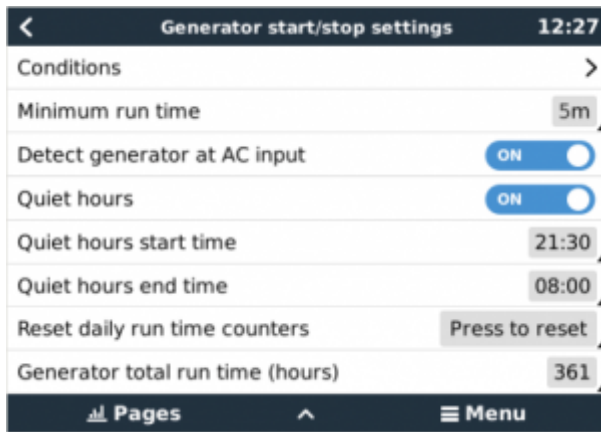 Generator start/stop settings 12:27
Conditions
Minimum run time 5m
Detect generator at AC input ON
Quiet hours ON
Quiet hours start time 21:30
Quiet hours end time 08:00
Reset daily run time counters Press to reset
Generator total run time (hours) 361
Pages Menu